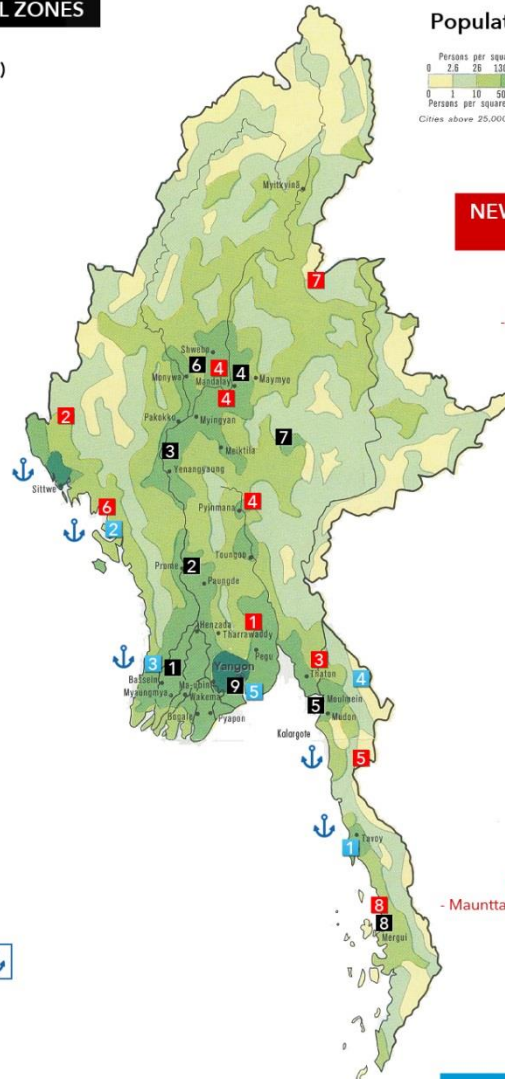 L ZONES
)
Populat
Persons per squa
0 2.6 26 130
0 1 10 50
Persons per square
Cities above 25,000
NEW
Myitkyina
7
Shwebo
6 4 4
Monywa
Mandalay
Maymyo
4
2
Pakokku
Myingyan
7
3
Meiktila
Yenangyaung
Sittwe
6
4
Pyinmana
2
Toungoo
Prome
2
Paungde
Henzada
1
Tharrawaddy
Pegu
3
3
1
Yangon
Thaton
4
Bassein
Ma-ubin
9
5
Myaungmya
Wakema
5
Moulmein
Mudon
Bogale
Pyapon
Kalargote
5
Tavoy
1
8
- Mauntta
8
Mergui